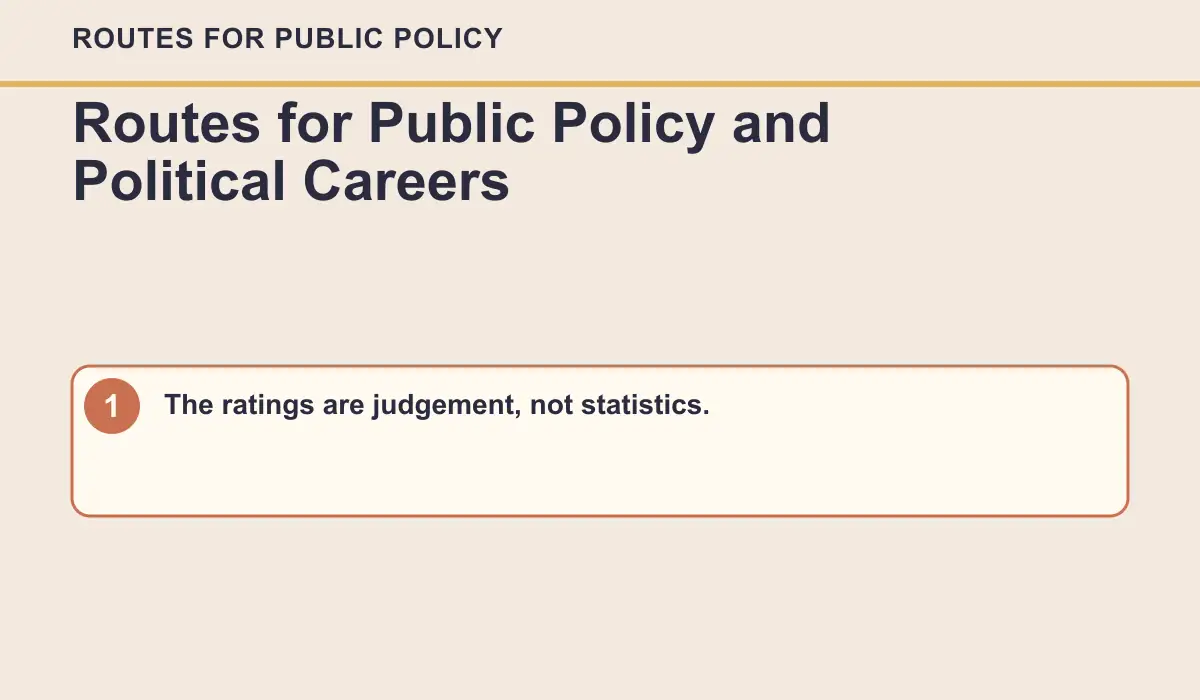 ROUTES FOR PUBLIC POLICY
Routes for Public Policy and
Political Careers
1
The ratings are judgement, not statistics.